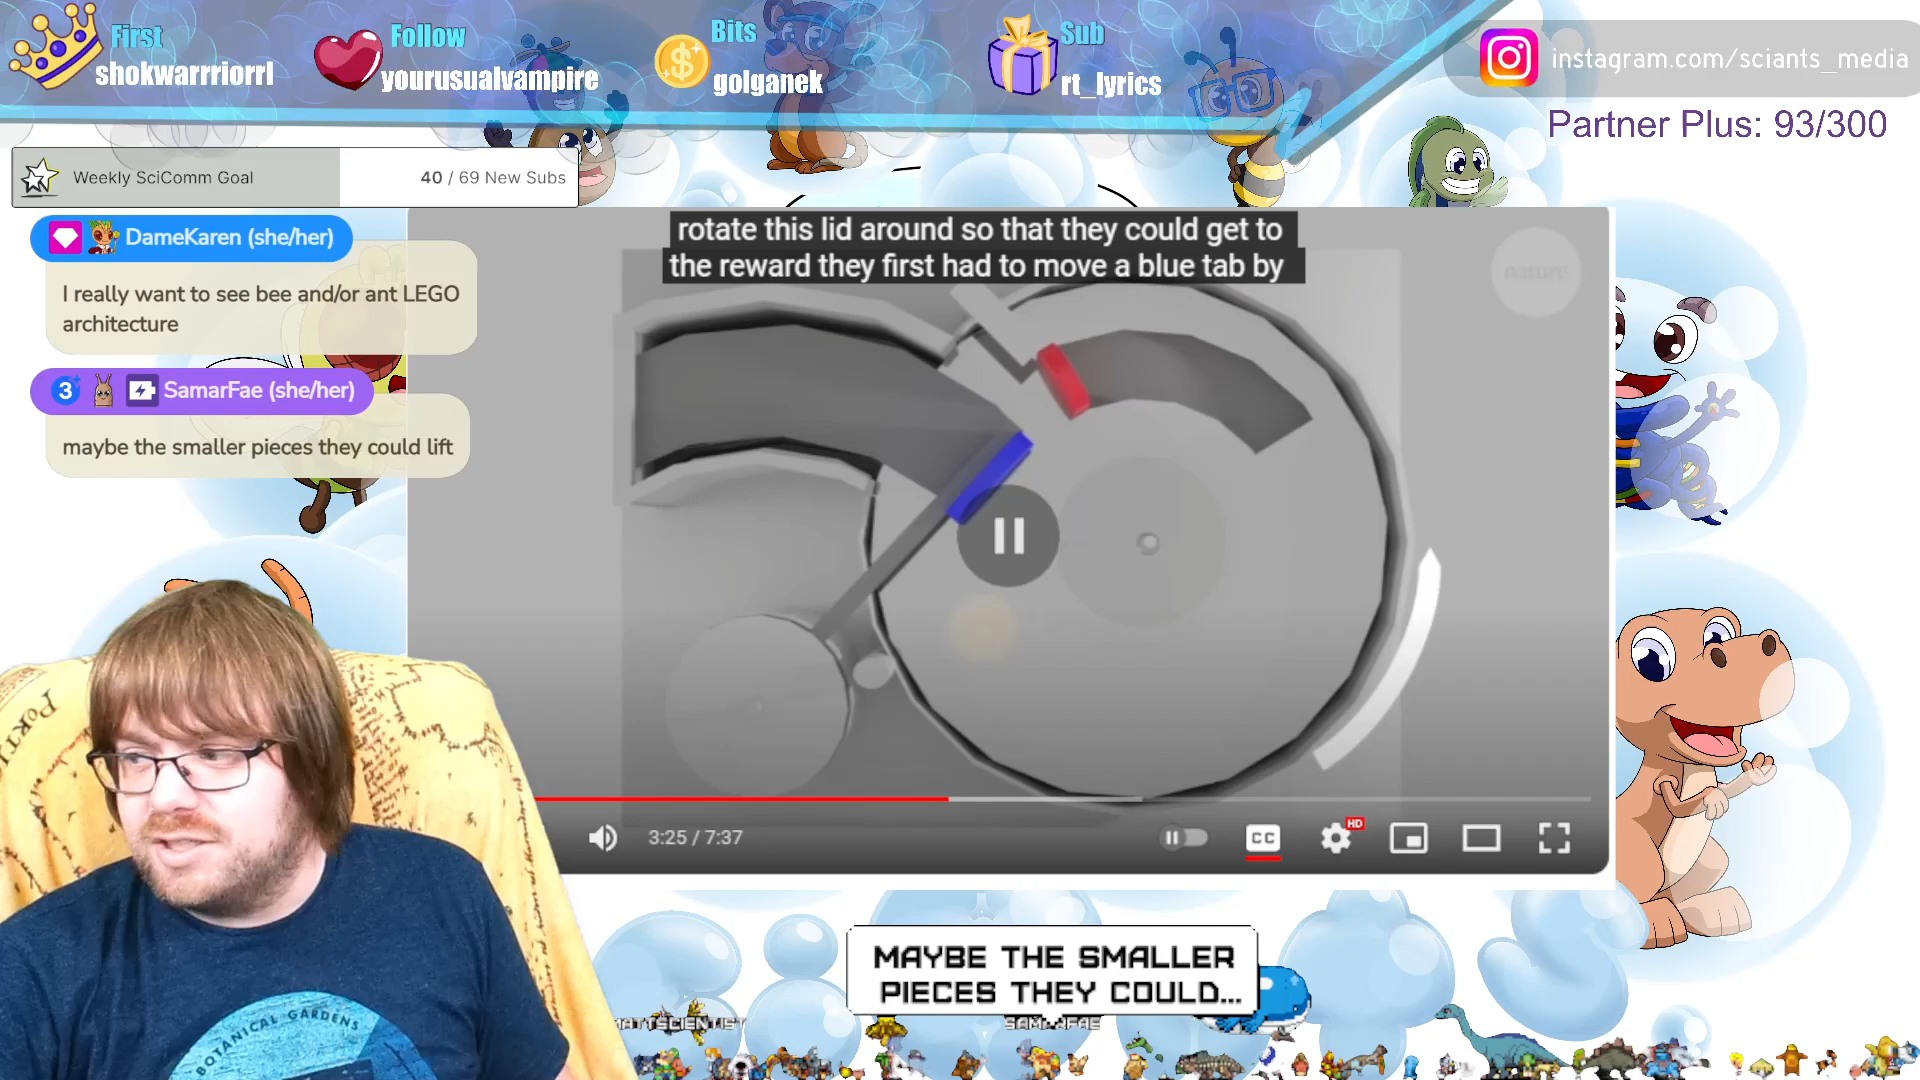 First
shokwarrriorrl
Follow
yourusualvampire
Bits
golganek
Sub
rt_lyrics
instagram.com/sciants_media
Partner Plus: 93/300
Weekly SciComm Goal
40 / 69 New Subs
DameKaren (she/her)
I really want to see bee and/or ant LEGO
architecture
3 SamarFae (she/her)
maybe the smaller pieces they could lift
rotate this lid around so that they could get to
the reward they first had to move a blue tab by
nature
3:25 / 7:37
CC
HD
MAYBE THE SMALLER
PIECES THEY COULD...
MATTSCIENTIST
SAMARFAE
BOTANICAL GARDENS